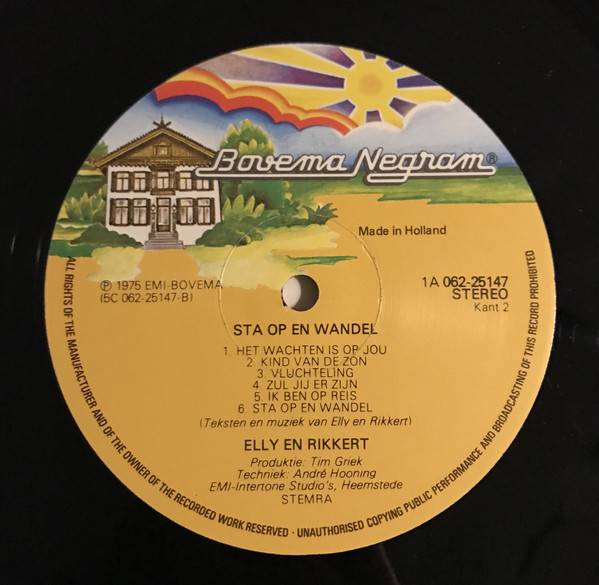 Bovema Negram®
Made in Holland
℗ 1975 EMI-BOVEMA
(5C 062-25147-B)
1A 062-25147
STEREO
Kant 2
STA OP EN WANDEL
1. HET WACHTEN IS OP JOU
2. KIND VAN DE ZON
3. VLUCHTELING
4. ZUL JIJ ER ZIJN
5. IK BEN OP REIS
6. STA OP EN WANDEL
(Teksten en muziek van Elly en Rikkert)
ELLY EN RIKKERT
Produktie: Tim Griek
Techniek: André Hooning
EMI-Intertone Studio's, Heemstede
STEMRA
ALL RIGHTS OF THE MANUFACTURER AND OF THE OWNER OF THE RECORDED WORK RESERVED · UNAUTHORISED COPYING PUBLIC PERFORMANCE AND BROADCASTING OF THIS RECORD PROHIBITED